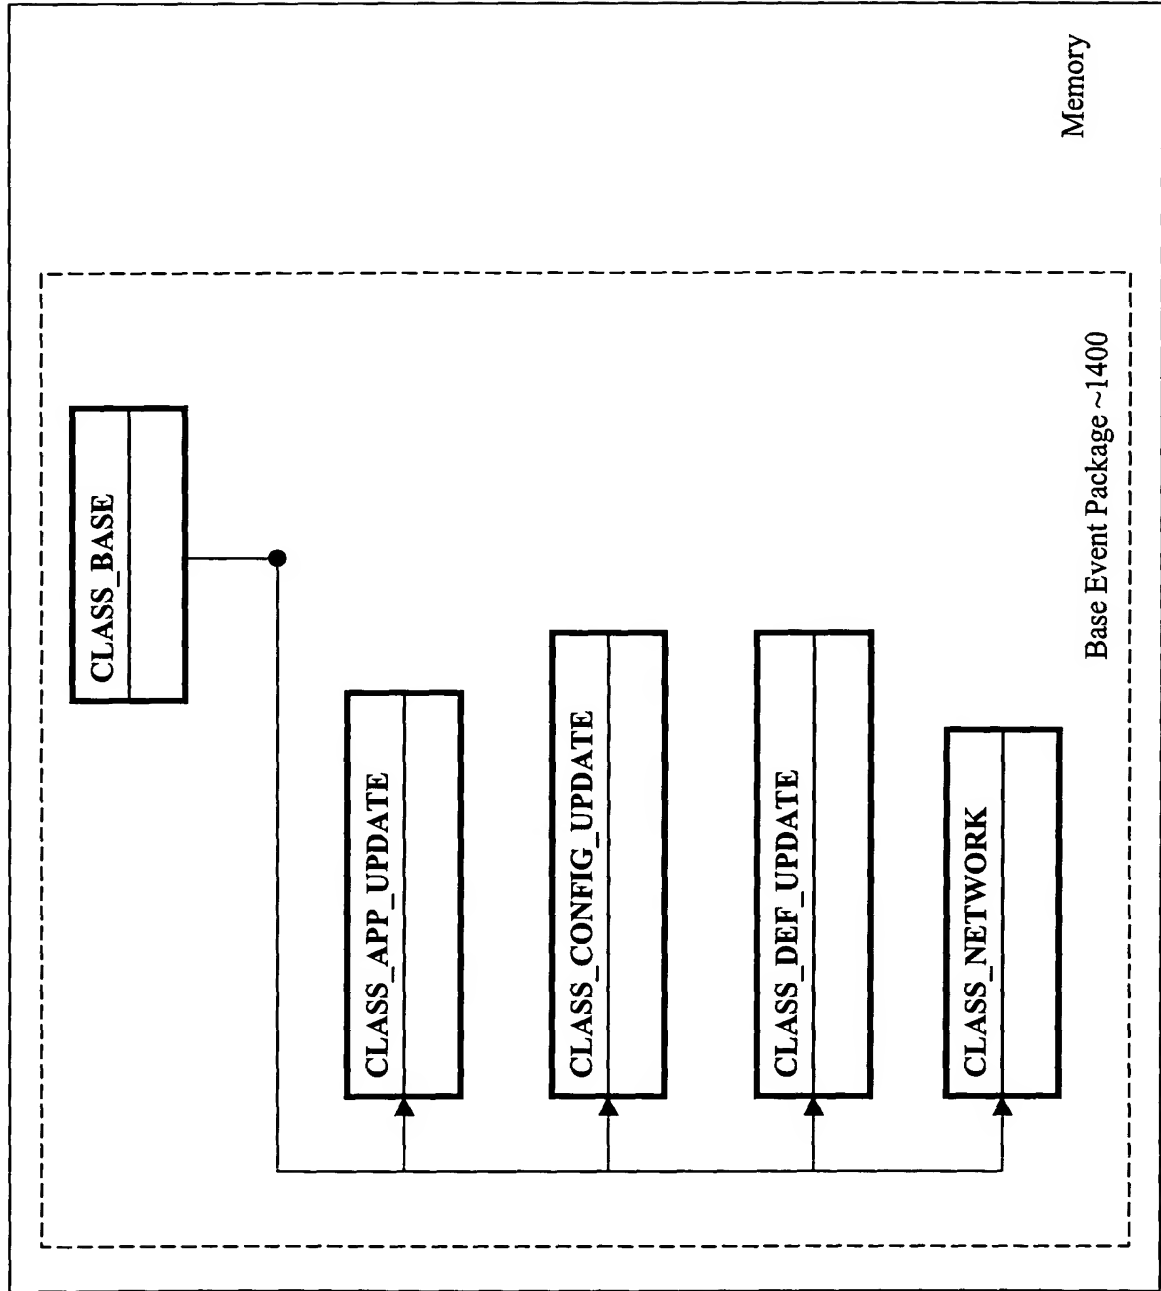 CLASS_BASE
CLASS_APP_UPDATE
CLASS_CONFIG_UPDATE
CLASS_DEF_UPDATE
CLASS_NETWORK
Base Event Package ~1400
Memory